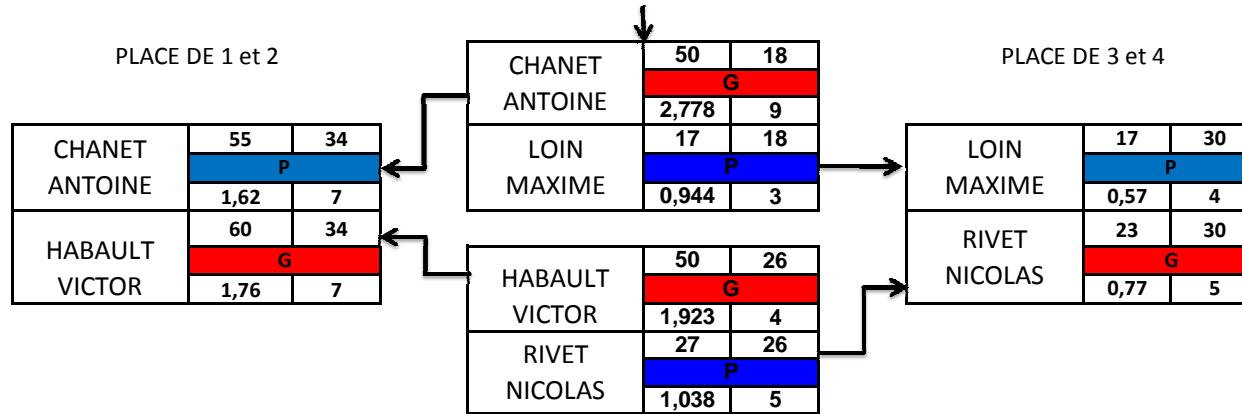 PLACE DE 1 et 2
PLACE DE 3 et 4
CHANET
ANTOINE
50 18
G
2,778 9
LOIN
MAXIME
17 18
P
0,944 3
CHANET
ANTOINE
55 34
P
1,62 7
HABAULT
VICTOR
60 34
G
1,76 7
HABAULT
VICTOR
50 26
G
1,923 4
RIVET
NICOLAS
27 26
P
1,038 5
LOIN
MAXIME
17 30
P
0,57 4
RIVET
NICOLAS
23 30
G
0,77 5